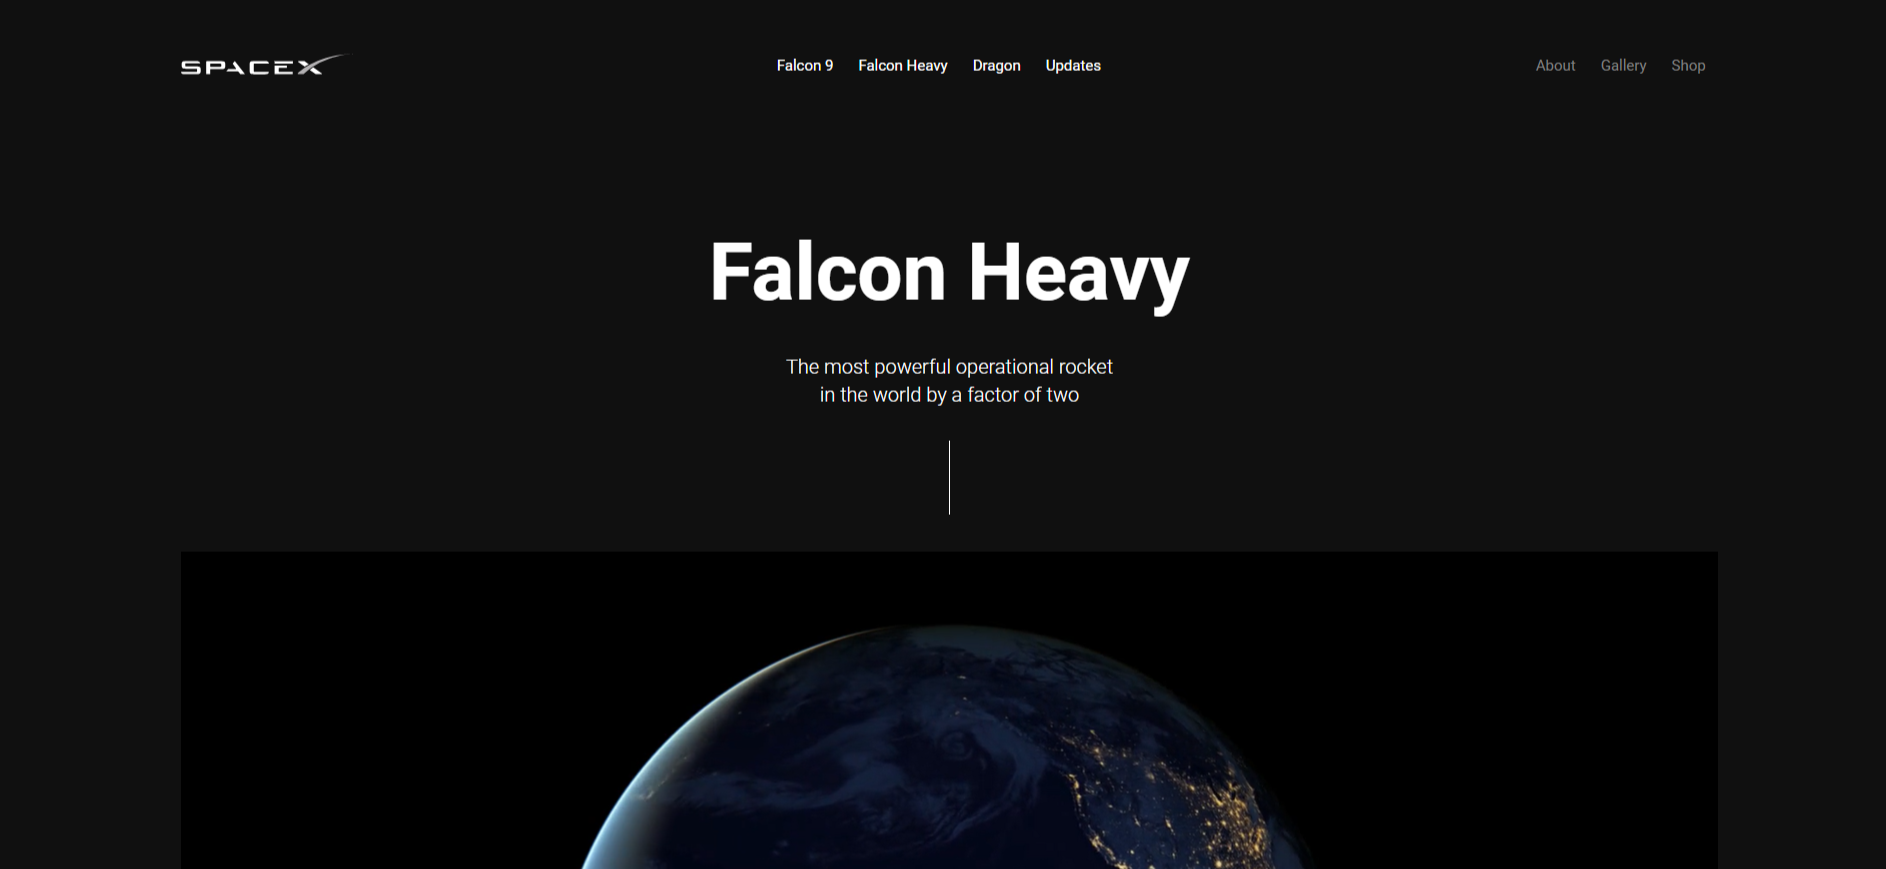 SPACEX
Falcon 9 Falcon Heavy Dragon Updates
About Gallery Shop
Falcon Heavy
The most powerful operational rocket
in the world by a factor of two